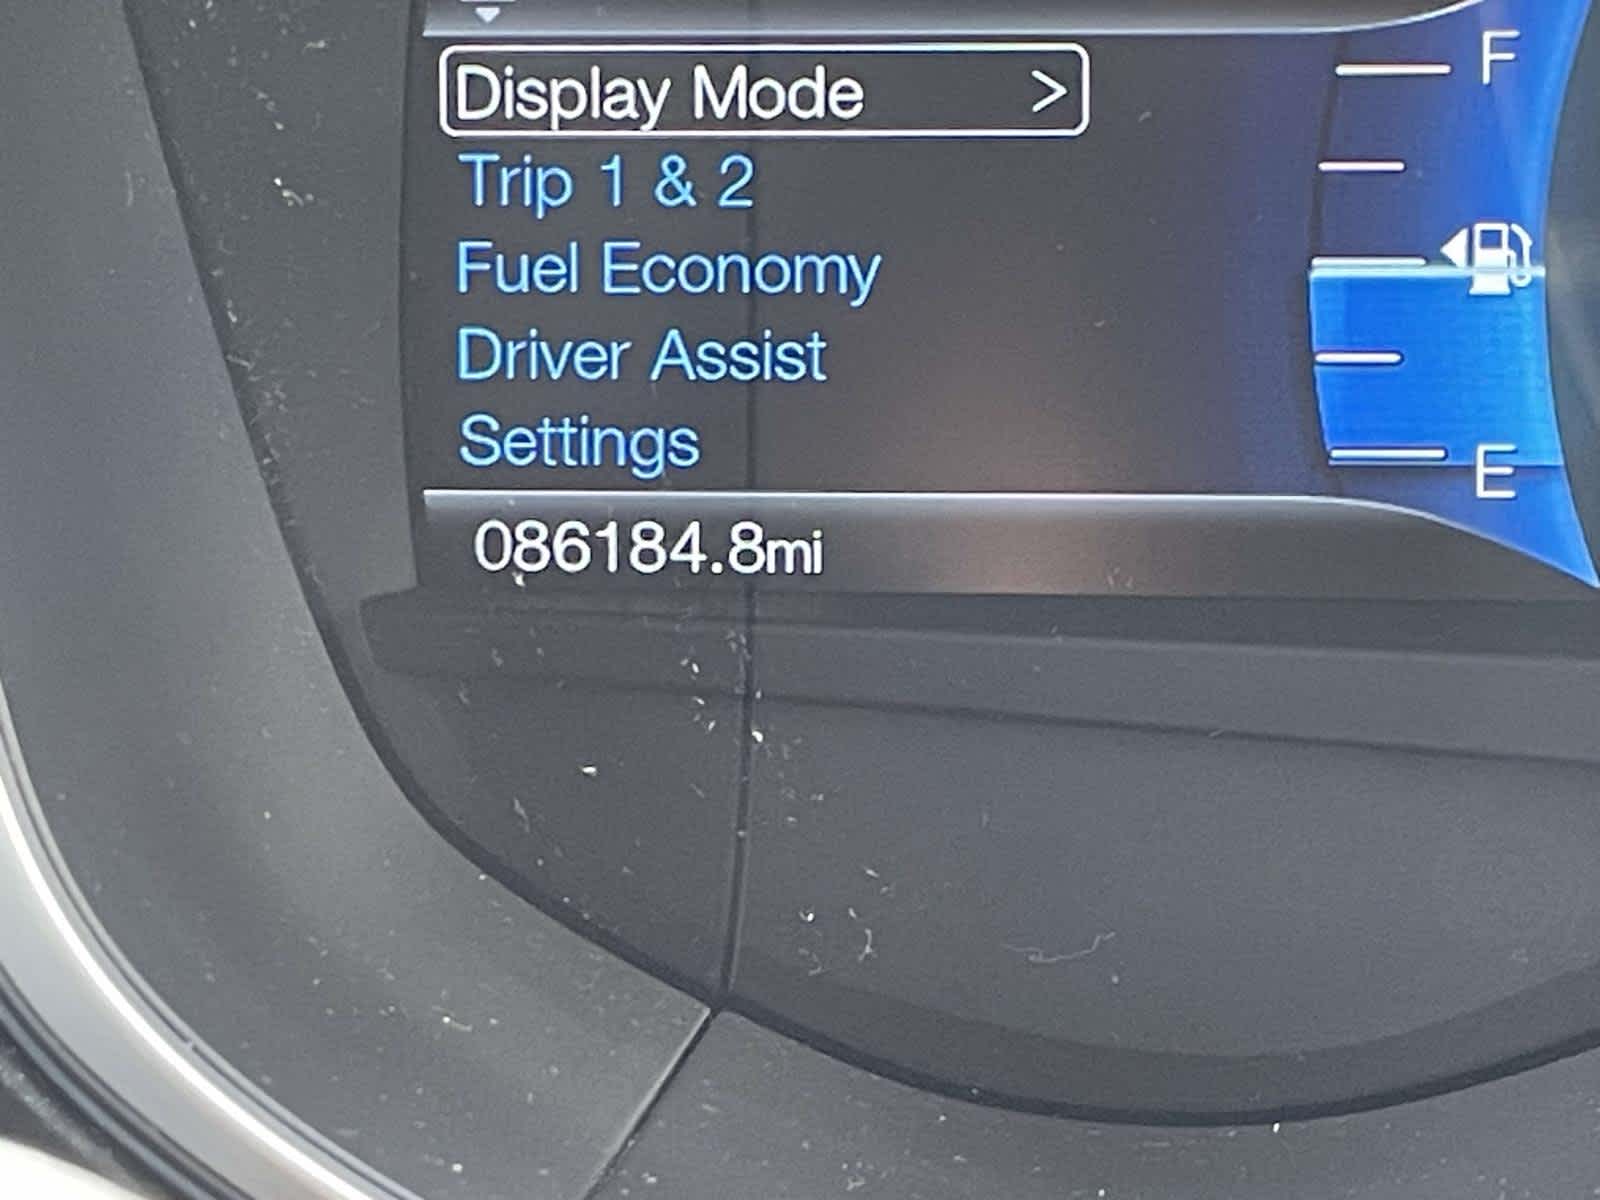 Display Mode >
Trip 1 & 2
Fuel Economy
Driver Assist
Settings
086184.8mi
F
E